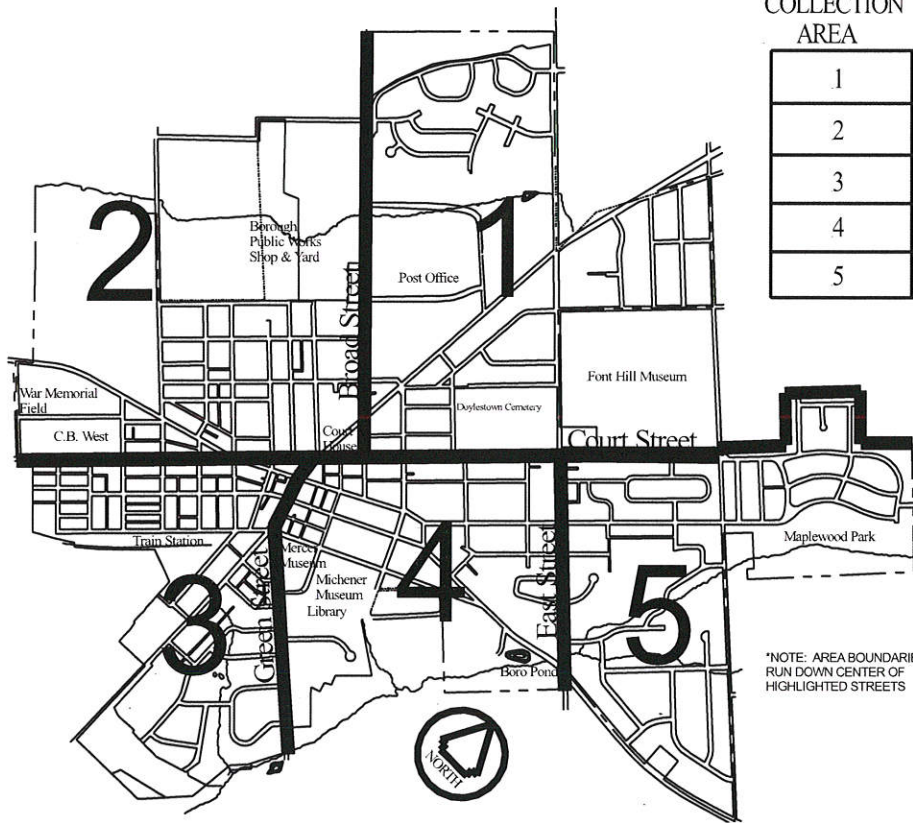 COLLECTION
AREA
1
2
3
4
5
2
1
Borough
Public Works
Shop & Yard
Post Office
Broad Street
War Memorial
Field
C.B. West
Court
House
Doylestown Cemetery
Font Hill Museum
Court Street
Train Station
Mercer
Museum
Michener
Museum
Library
3
Green Street
4
East Street
5
Maplewood Park
Boro Pond
*NOTE: AREA BOUNDARIE
RUN DOWN CENTER OF
HIGHLIGHTED STREETS
NORTH